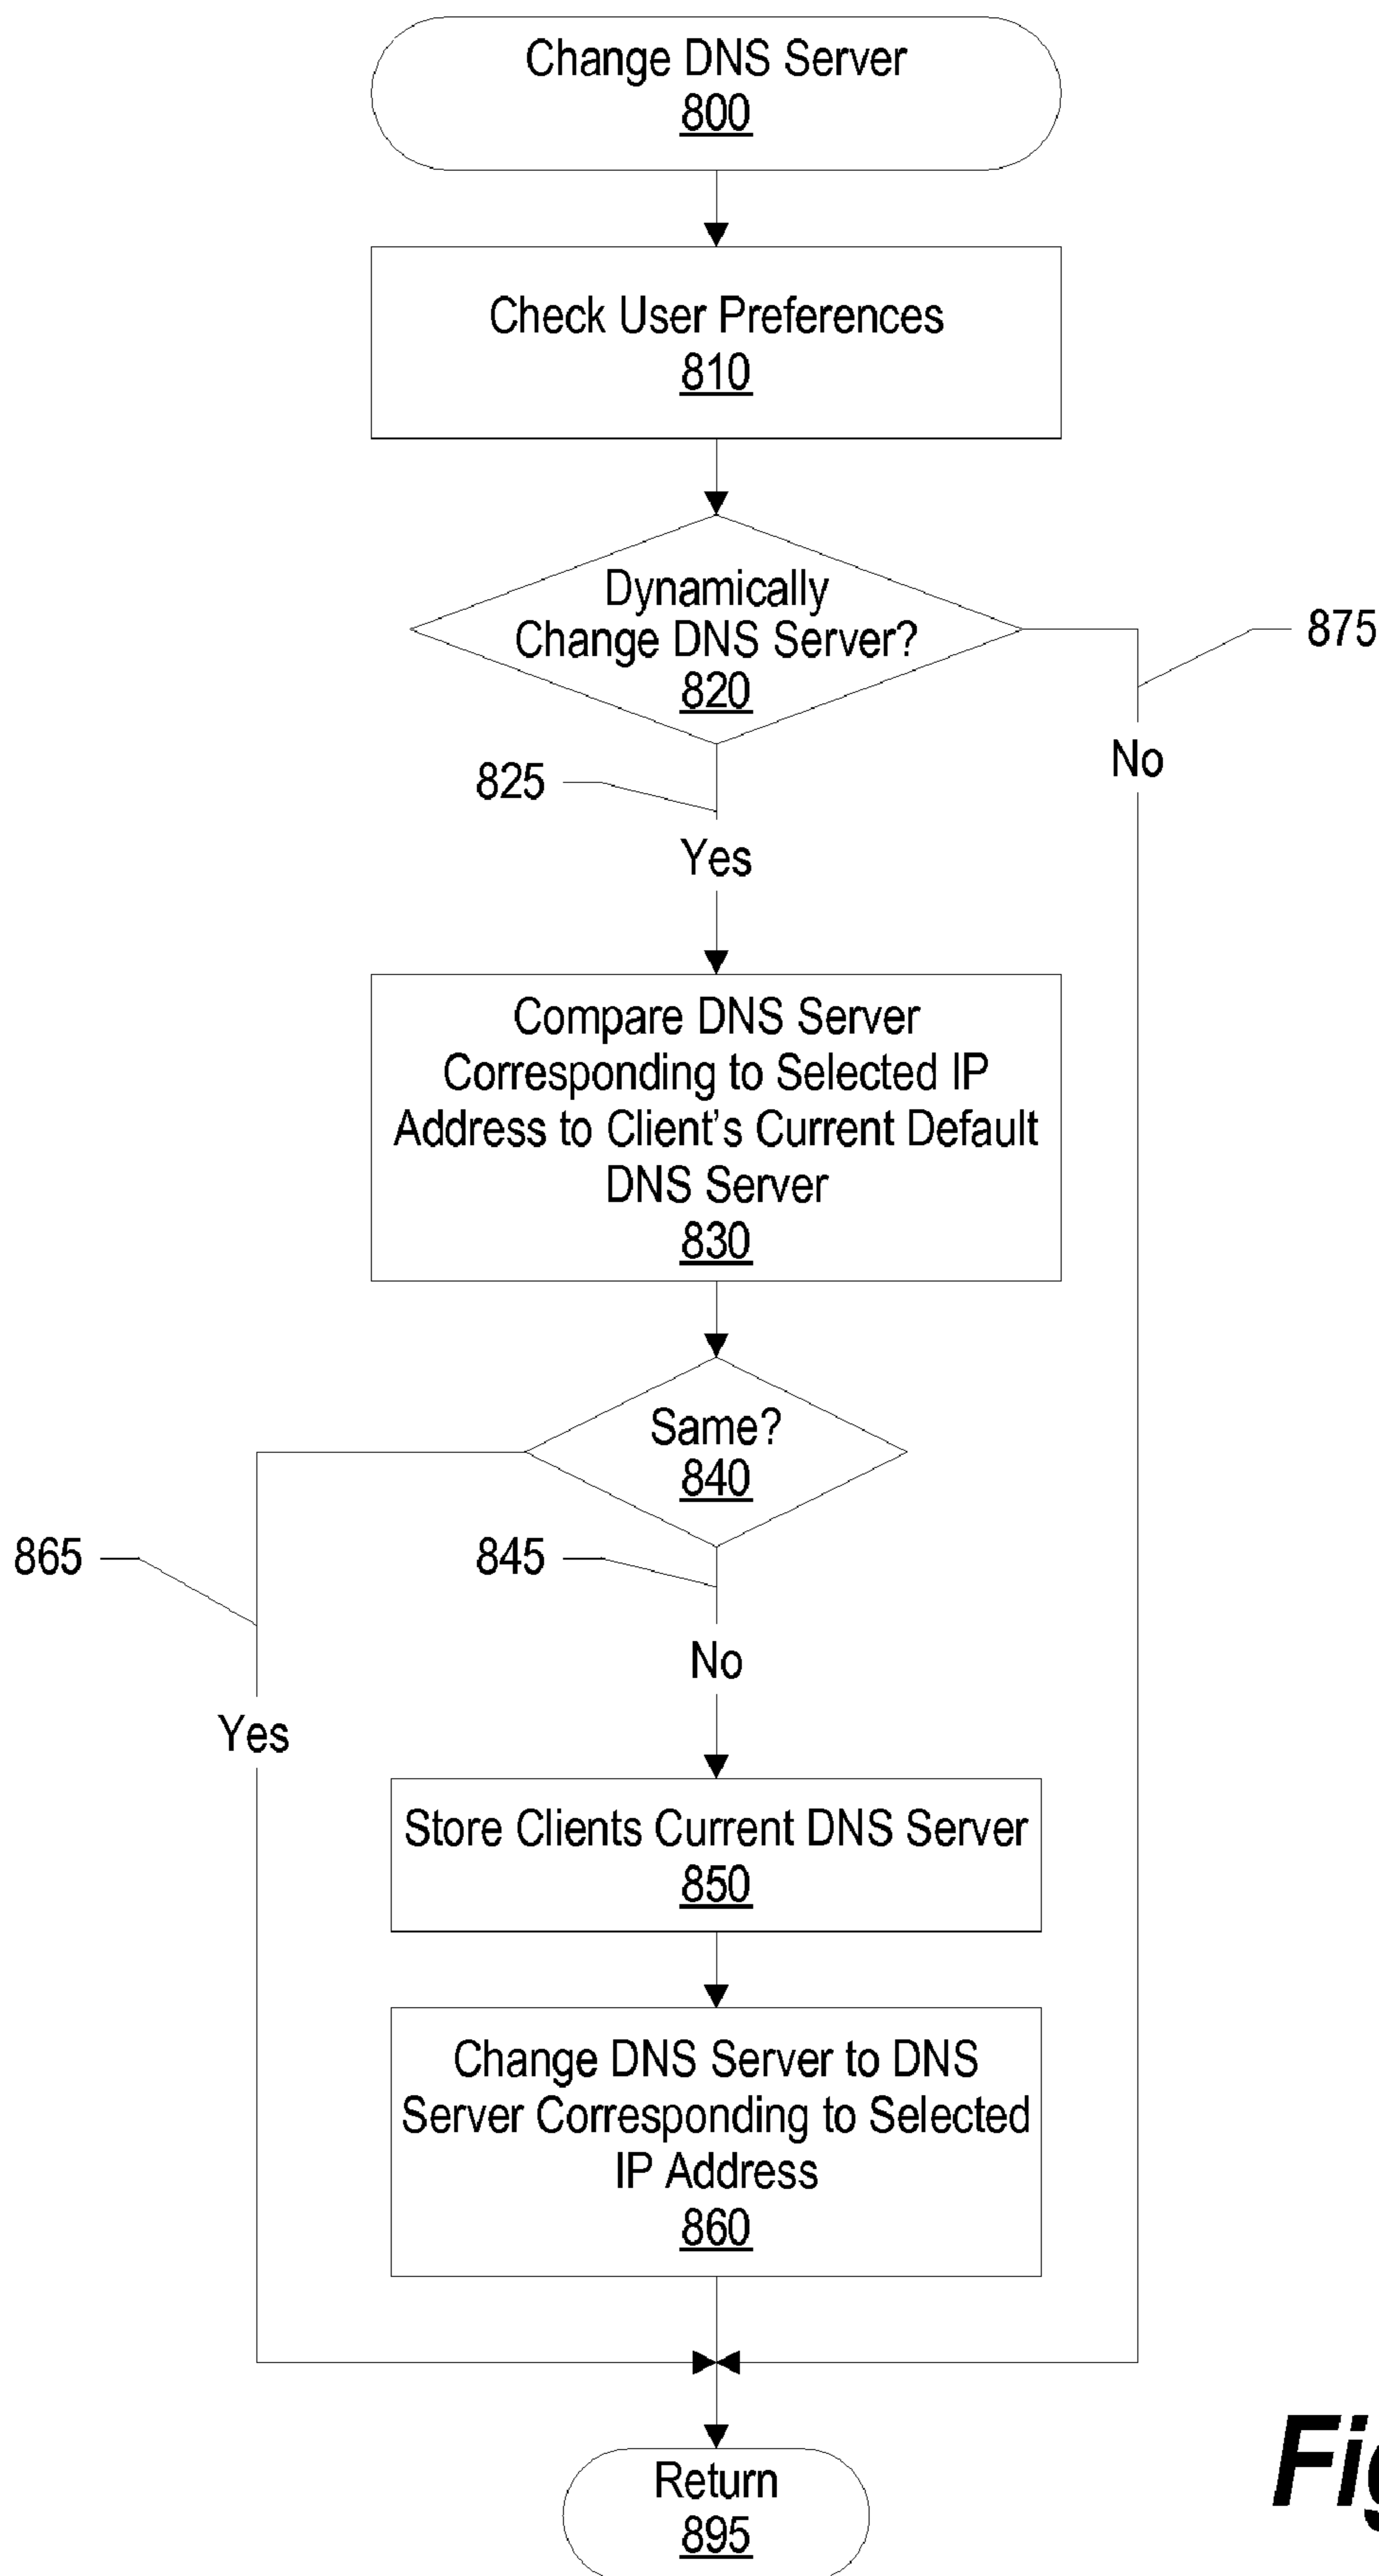 Change DNS Server
800
Check User Preferences
810
Dynamically
Change DNS Server?
820
875
No
825
Yes
Compare DNS Server
Corresponding to Selected IP
Address to Client's Current Default
DNS Server
830
Same?
840
865
845
No
Yes
Store Clients Current DNS Server
850
Change DNS Server to DNS
Server Corresponding to Selected
IP Address
860
Return
895